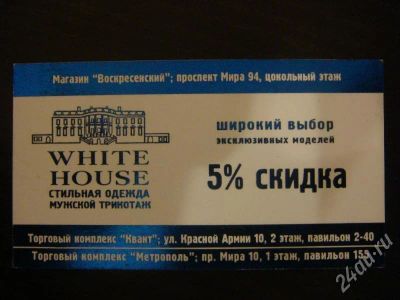 Магазин "Воскресенский"; проспект Мира 94, цокольный этаж
WHITE
HOUSE
СТИЛЬНАЯ ОДЕЖДА
МУЖСКОЙ ТРИКОТАЖ
широкий выбор
эксклюзивных моделей
5% скидка
Торговый комплекс "Квант"; ул. Красной Армии 10, 2 этаж, павильон 2-40
Торговый комплекс "Метрополь"; пр. Мира 10, 1 этаж, павильон 155
24au.ru